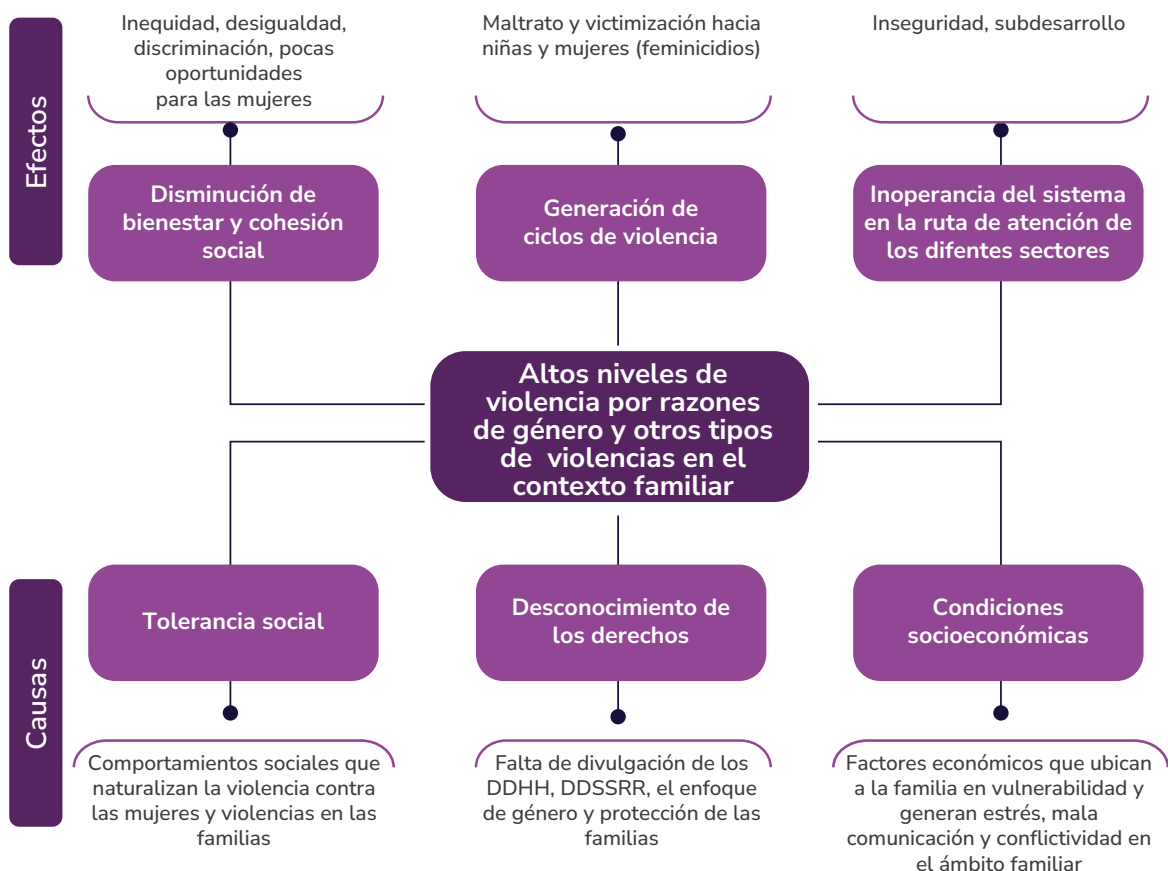 Efectos
Inequidad, desigualdad,
discriminación, pocas
oportunidades
para las mujeres
Maltrato y victimización hacia
niñas y mujeres (feminicidios)
Inseguridad, subdesarrollo
Disminución de
bienestar y cohesión
social
Generación de
ciclos de violencia
Inoperancia del sistema
en la ruta de atención de
los difentes sectores
Altos niveles de
violencia por razones
de género y otros tipos
de violencias en el
contexto familiar
Causas
Tolerancia social
Desconocimiento de
los derechos
Condiciones
socioeconómicas
Comportamientos sociales que
naturalizan la violencia contra
las mujeres y violencias en las
familias
Falta de divulgación de los
DDHH, DDSSRR, el enfoque
de género y protección de las
familias
Factores económicos que ubican
a la familia en vulnerabilidad y
generan estrés, mala
comunicación y conflictividad en
el ámbito familiar